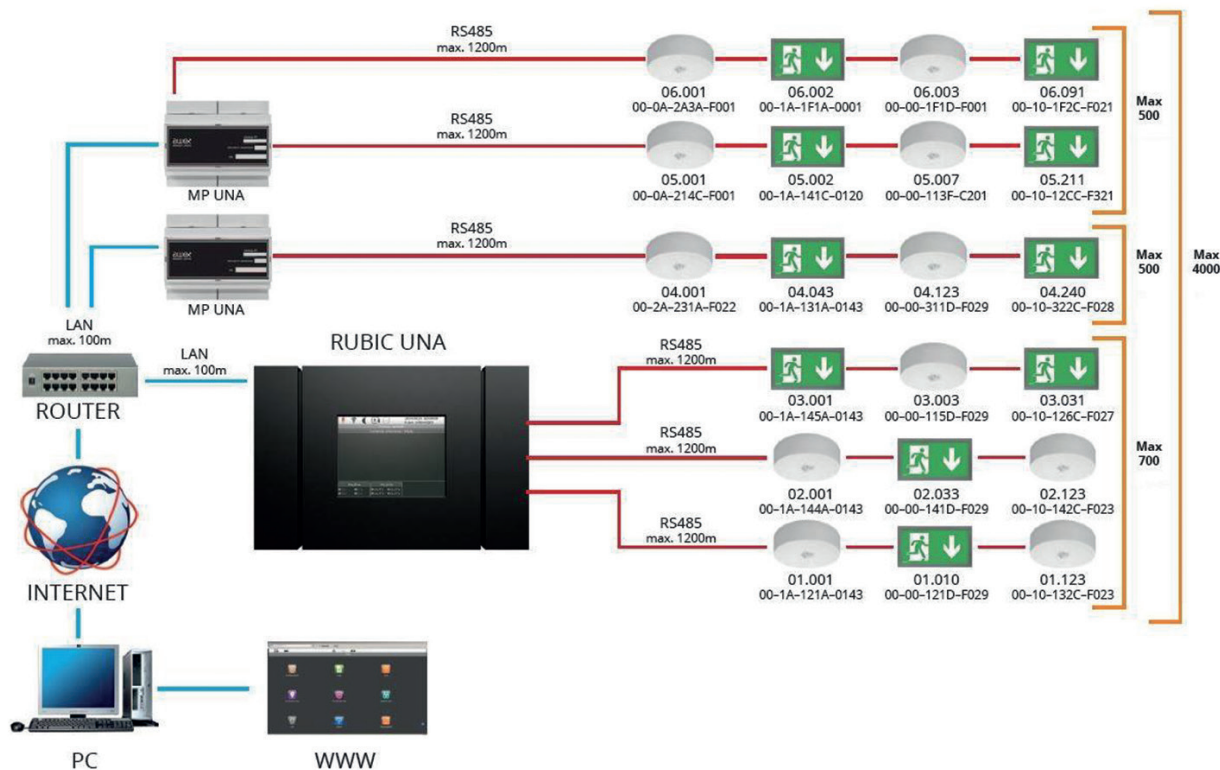 RS485
max. 1200m
06.001
00–0A–2A3A–F001
06.002
00–1A–1F1A–0001
06.003
00–00–1F1D–F001
06.091
00–10–1F2C–F021
Max
500
RS485
max. 1200m
awex
MP UNA
05.001
00–0A–214C–F001
05.002
00–1A–141C–0120
05.007
00–00–113F–C201
05.211
00–10–12CC–F321
RS485
max. 1200m
awex
MP UNA
04.001
00–2A–231A–F022
04.043
00–1A–131A–0143
04.123
00–00–311D–F029
04.240
00–10–322C–F028
Max
500
Max
4000
LAN
max. 100m
ROUTER
LAN
max. 100m
RUBIC UNA
RS485
max. 1200m
03.001
00–1A–145A–0143
03.003
00–00–115D–F029
03.031
00–10–126C–F027
RS485
max. 1200m
02.001
00–1A–144A–0143
02.033
00–00–141D–F029
02.123
00–10–142C–F023
Max
700
RS485
max. 1200m
01.001
00–1A–121A–0143
01.010
00–00–121D–F029
01.123
00–10–132C–F023
INTERNET
PC
WWW